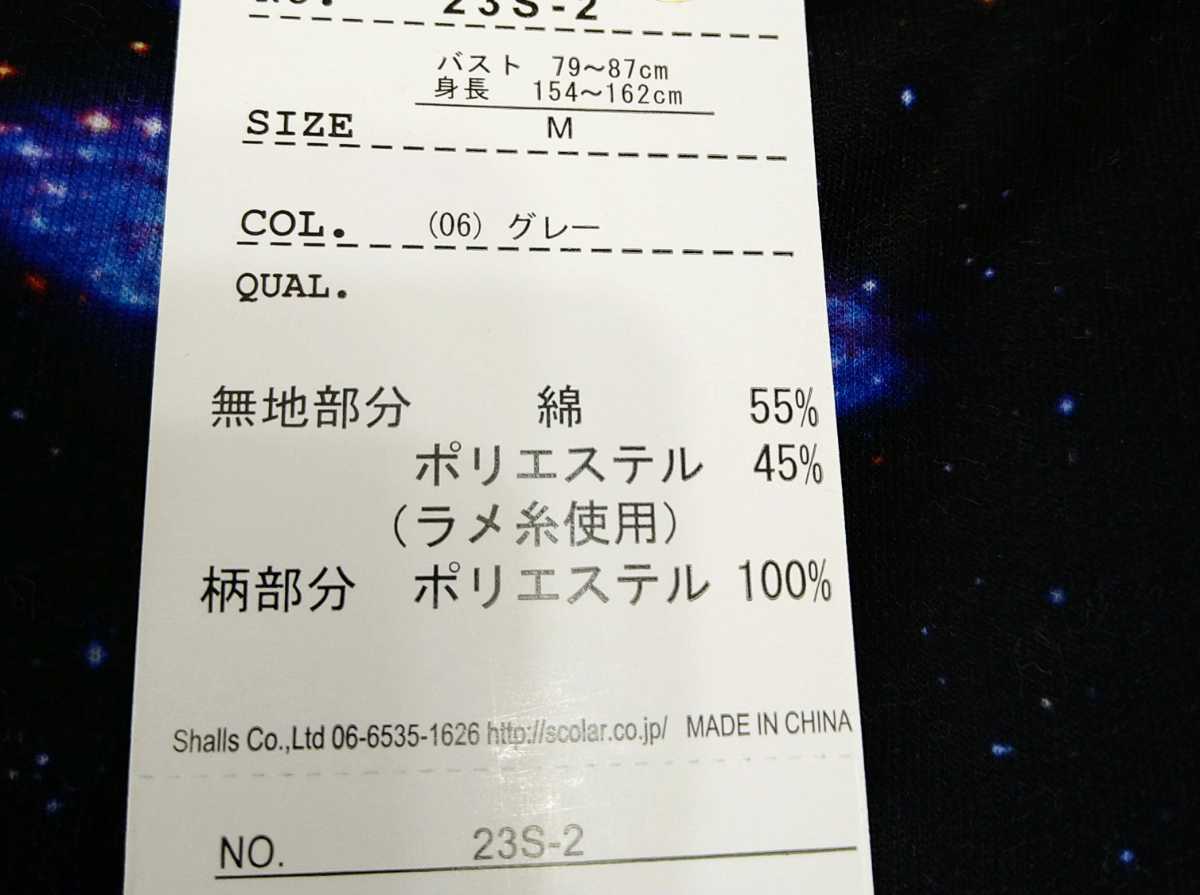 NO. 23S-2
バスト 79～87cm
身長 154～162cm
SIZE M
COL. (06) グレー
QUAL.
無地部分 綿 55%
ポリエステル 45%
(ラメ糸使用)
柄部分 ポリエステル 100%
Shalls Co.,Ltd 06-6535-1626 http://scolar.co.jp/ MADE IN CHINA
NO. 23S-2